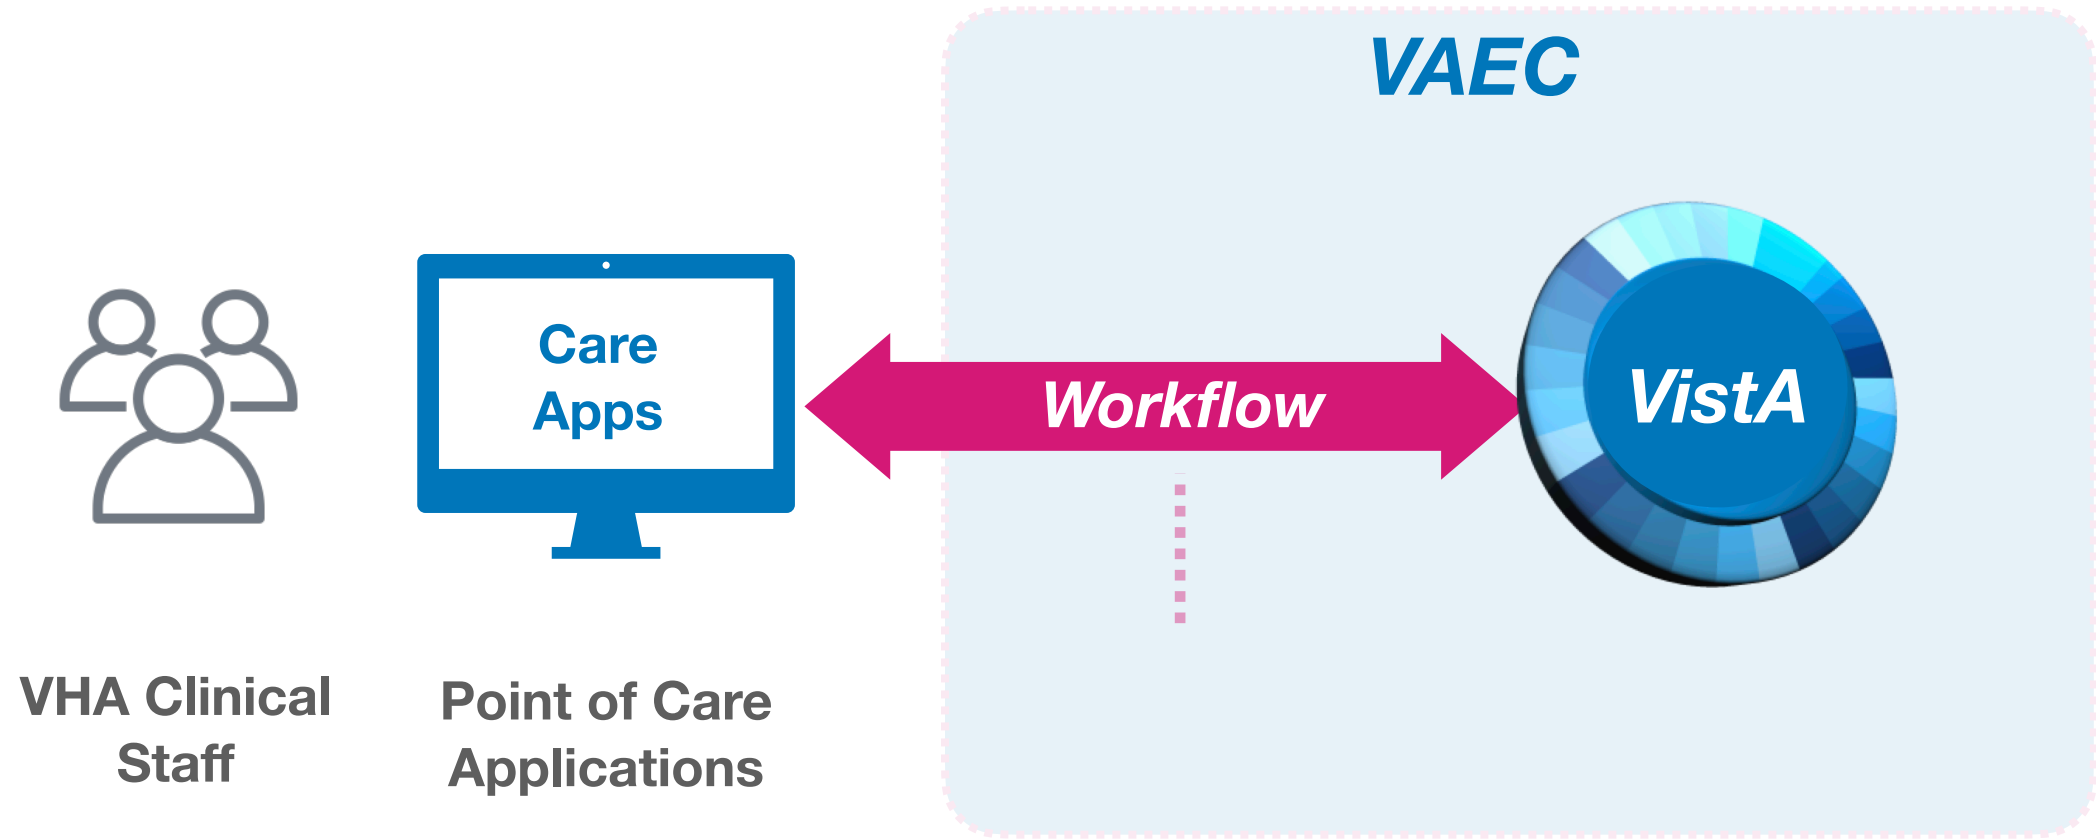 VAEC
Care
Apps
Workflow
VistA
VHA Clinical
Staff
Point of Care
Applications